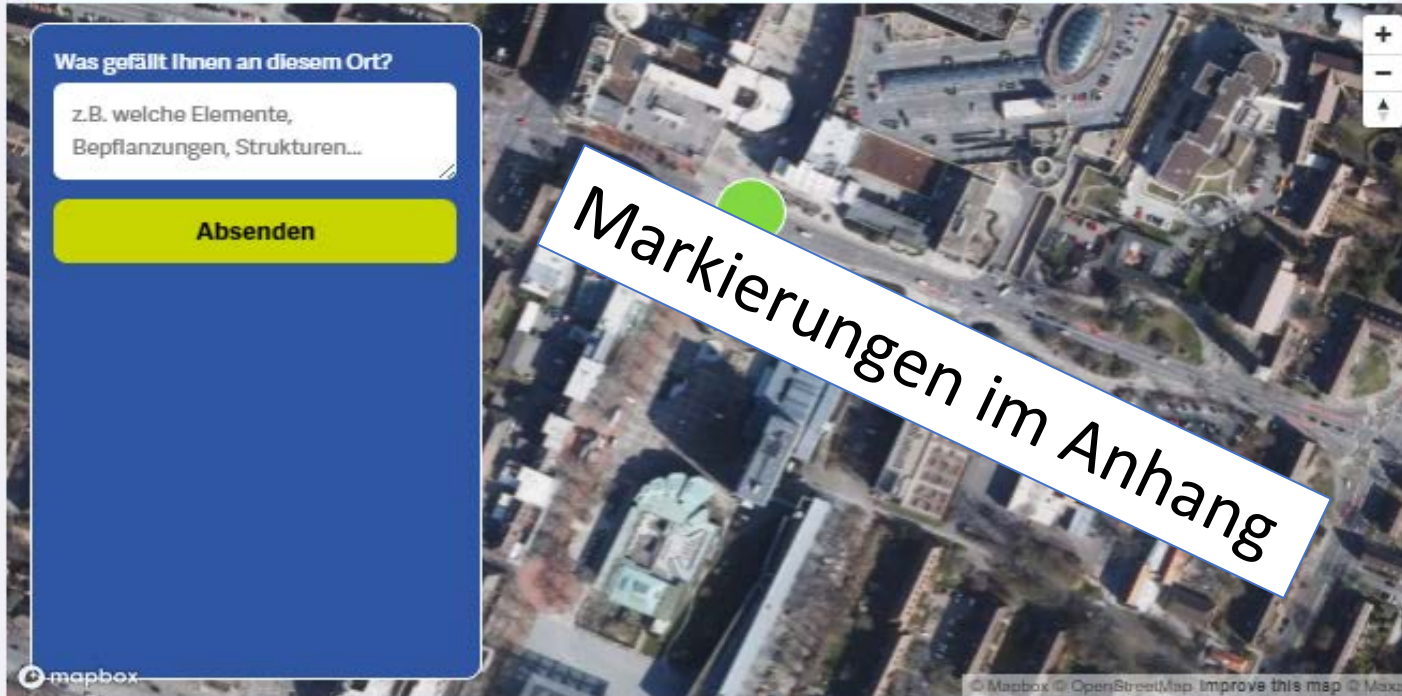 Was gefällt Ihnen an diesem Ort?
z.B. welche Elemente,
Bepflanzungen, Strukturen...
Absenden
Markierungen im Anhang
mapbox
© Mapbox © OpenStreetMap Improve this map © Maxa